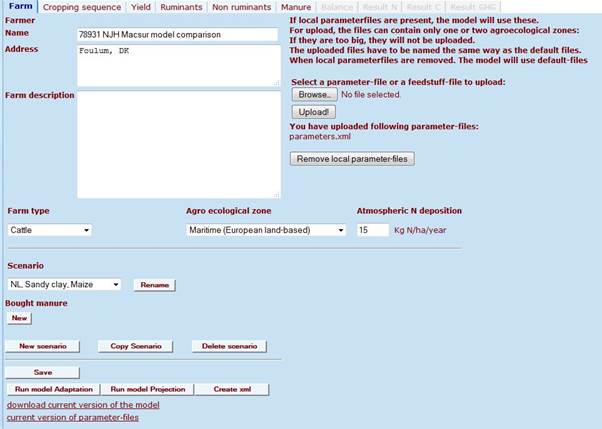 Farm Cropping sequence Yield Ruminants Non ruminants Manure Balance Result N Result C Result GHG
Farmer
Name 78931 NJH Macsur model comparison
Address Foulum, DK
Farm description
If local parameterfiles are present, the model will use these.
For upload, the files can contain only one or two agroecological zones:
If they are too big, they will not be uploaded.
The uploaded files have to be named the same way as the default files.
When local parameterfiles are removed. The model will use default-files
Select a parameter-file or a feedstuff-file to upload:
Browse.. No file selected.
Upload!
You have uploaded following parameter-files:
parameters.xml
Remove local parameter-files
Farm type Agro ecological zone Atmospheric N deposition
Cattle Maritime (European land-based) 15 Kg N/ha/year
Scenario
NL, Sandy clay, Maize Rename
Bought manure
New
New scenario Copy Scenario Delete scenario
Save
Run model Adaptation Run model Projection Create xml
download current version of the model
current version of parameter-files